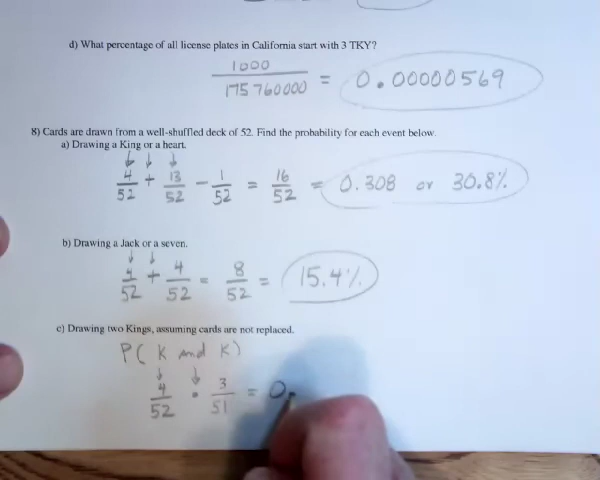 d) What percentage of all license plates in California start with 3 TKY?
1000
175760000 = 0.00000569
8) Cards are drawn from a well-shuffled deck of 52. Find the probability for each event below.
a) Drawing a King or a heart.
4/52 + 13/52 - 1/52 = 16/52 = 0.308 or 30.8%
b) Drawing a Jack or a seven.
4/52 + 4/52 = 8/52 = 15.4%
c) Drawing two Kings, assuming cards are not replaced.
P( K and K)
4/52 · 3/51 = 0.